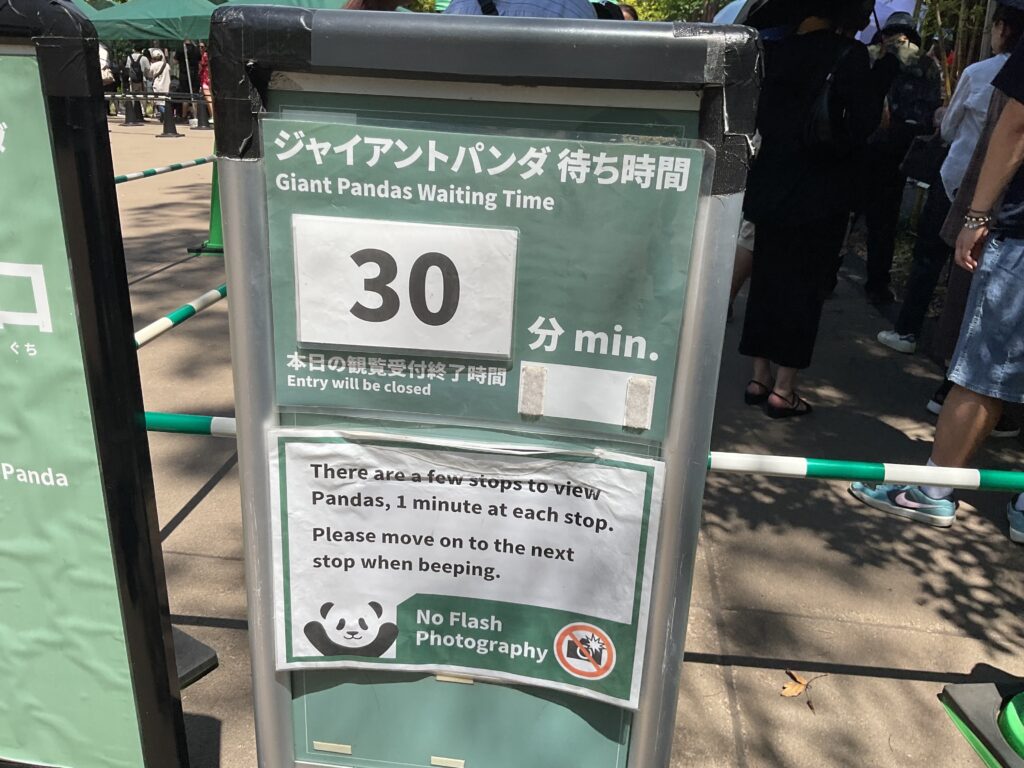 ジャイアントパンダ 待ち時間
Giant Pandas Waiting Time
30
分 min.
本日の観覧受付終了時間
Entry will be closed
There are a few stops to view
Pandas, 1 minute at each stop.
Please move on to the next
stop when beeping.
No Flash
Photography
ダ
ぐち
Panda